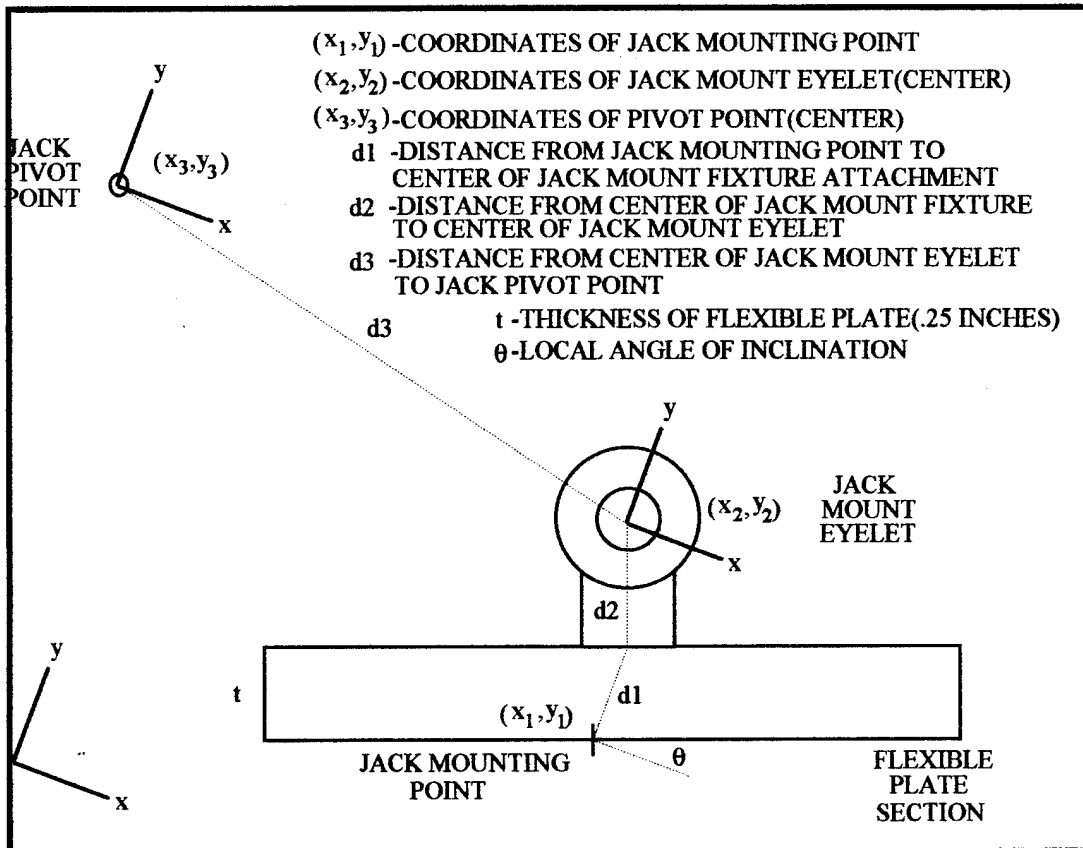 (x₁,y₁)-COORDINATES OF JACK MOUNTING POINT
(x₂,y₂)-COORDINATES OF JACK MOUNT EYELET(CENTER)
(x₃,y₃)-COORDINATES OF PIVOT POINT(CENTER)
d1 -DISTANCE FROM JACK MOUNTING POINT TO
CENTER OF JACK MOUNT FIXTURE ATTACHMENT
d2 -DISTANCE FROM CENTER OF JACK MOUNT FIXTURE
TO CENTER OF JACK MOUNT EYELET
d3 -DISTANCE FROM CENTER OF JACK MOUNT EYELET
TO JACK PIVOT POINT
t -THICKNESS OF FLEXIBLE PLATE(.25 INCHES)
θ-LOCAL ANGLE OF INCLINATION
y
JACK
PIVOT
POINT
(x₃,y₃)
x
d3
y
(x₂,y₂)
x
JACK
MOUNT
EYELET
d2
y
x
t
d1
(x₁,y₁)
θ
JACK MOUNTING
POINT
FLEXIBLE
PLATE
SECTION